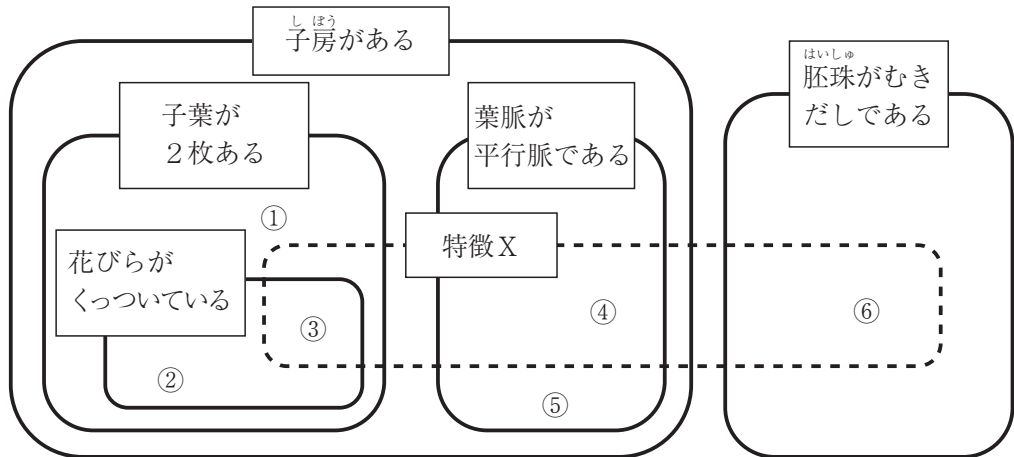 しぼう
子房がある
はいしゅ
胚珠がむき
だしである
子葉が
２枚ある
葉脈が
平行脈である
①
特徴Ｘ
花びらが
くっついている
③
④
⑥
②
⑤